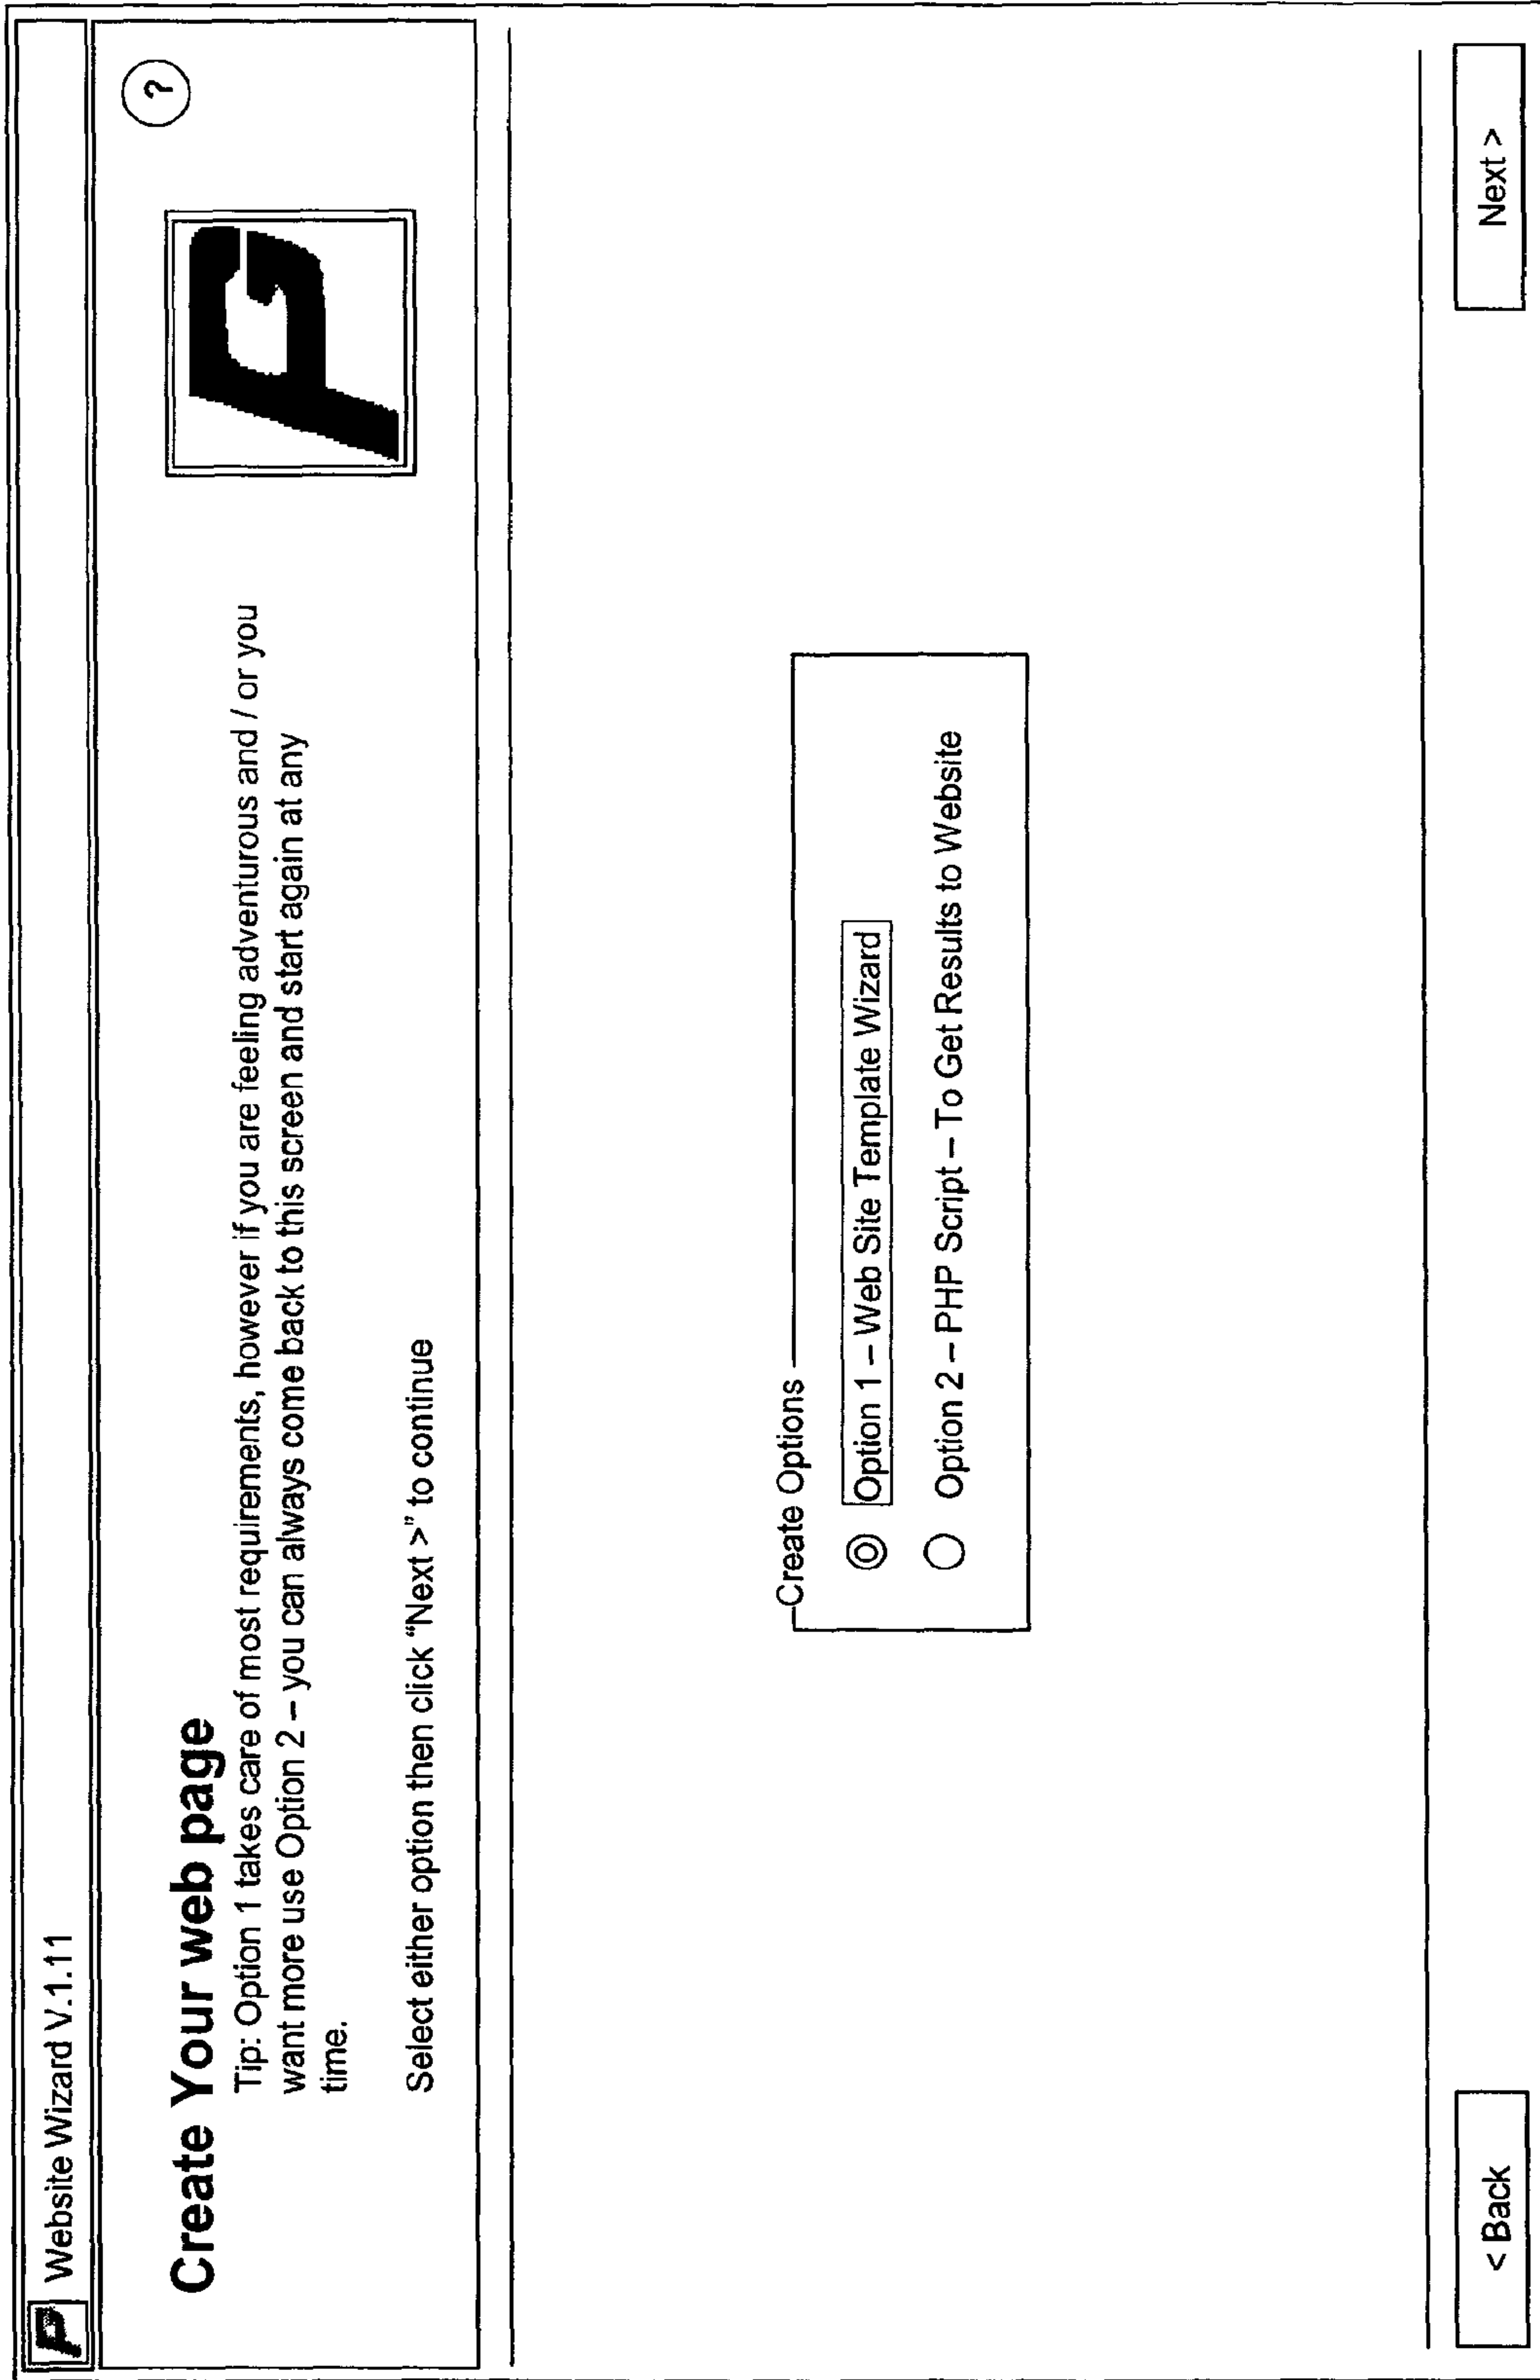 Website Wizard V.1.11
?
Create Your web page
Tip: Option 1 takes care of most requirements, however if you are feeling adventurous and / or you
want more use Option 2 – you can always come back to this screen and start again at any
time.
Select either option then click “Next >” to continue
PG
Create Options
Option 1 – Web Site Template Wizard
Option 2 – PHP Script – To Get Results to Website
< Back
Next >